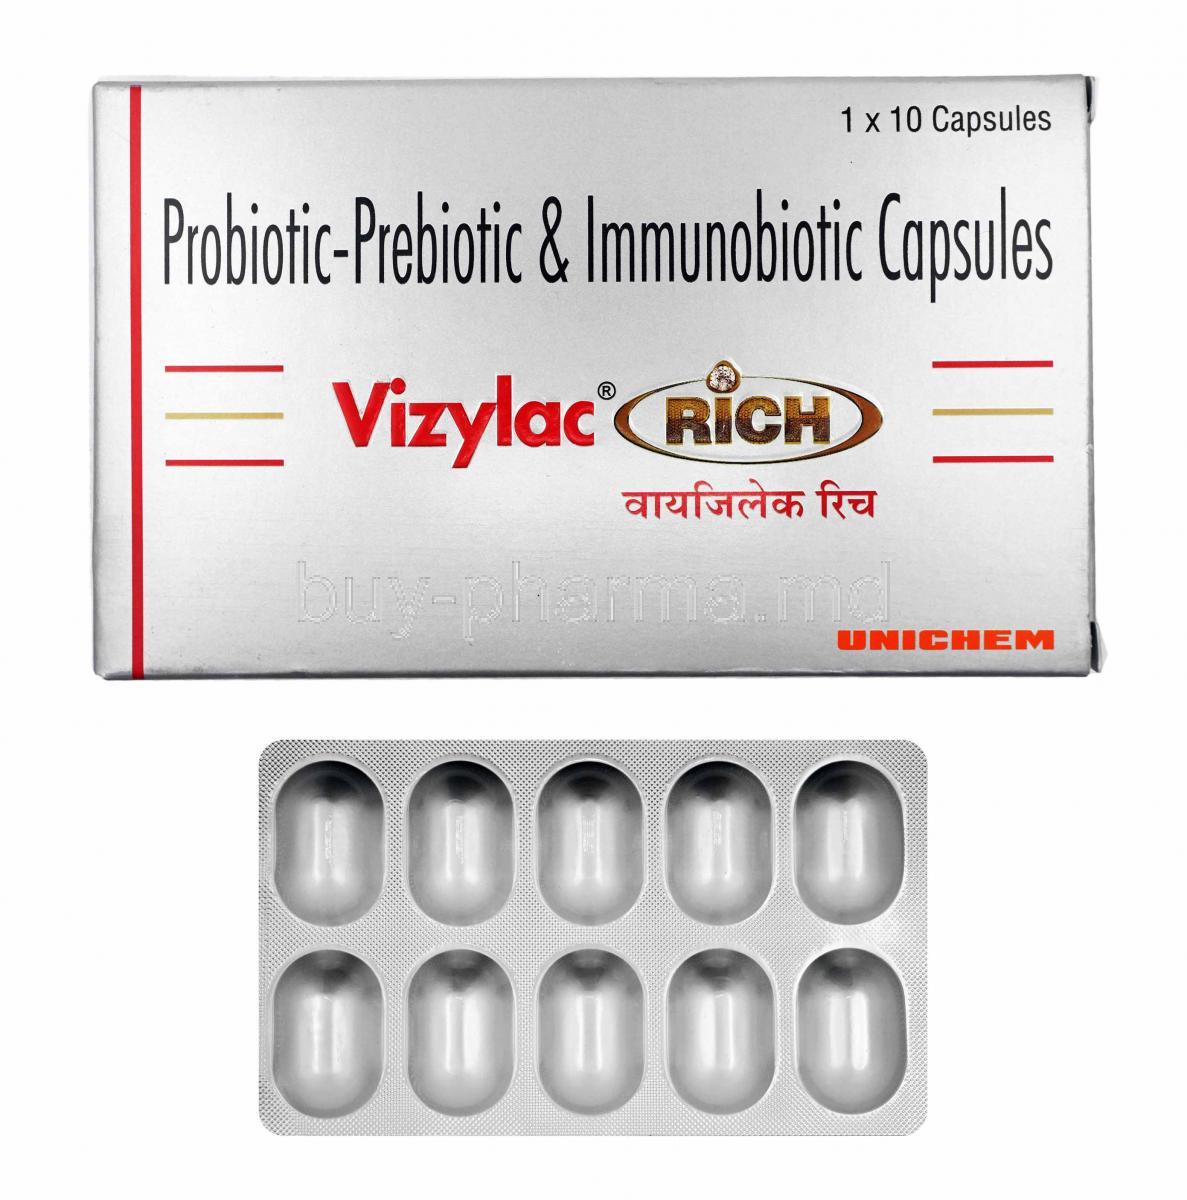 1 x 10 Capsules
Probiotic-Prebiotic & Immunobiotic Capsules
Vizylac® RiCH
वायजिलेक रिच
buy-pharma.md
UNICHEM